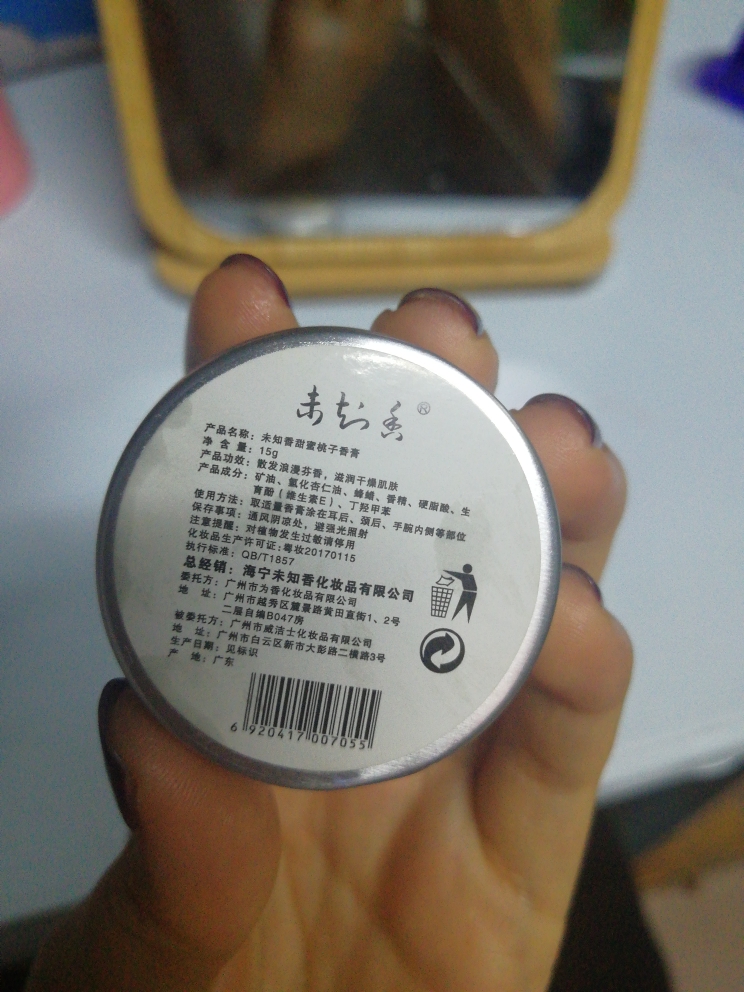 未知香®
产品名称：未知香甜蜜桃子香膏
净 含 量：15g
产品功效：散发浪漫芬香，滋润干燥肌肤
产品成分：矿油、氢化杏仁油、蜂蜡、香精、硬脂酸、生
育酚（维生素E）、丁羟甲苯
使用方法：取适量香膏涂在耳后、颈后、手腕内侧等部位
保存事项：通风阴凉处，避强光照射
注意提醒：对植物发生过敏请停用
化妆品生产许可证:粤妆20170115
执行标准：QB/T1857
总经销：海宁未知香化妆品有限公司
委托方：广州市为香化妆品有限公司
地 址：广州市越秀区麓景路黄田直街1、2号
二层自编B047房
被委托方：广州市威洁士化妆品有限公司
地 址：广州市白云区新市大彭路二横路3号
生产日期：见标识
产 地：广东
6 920417 007055